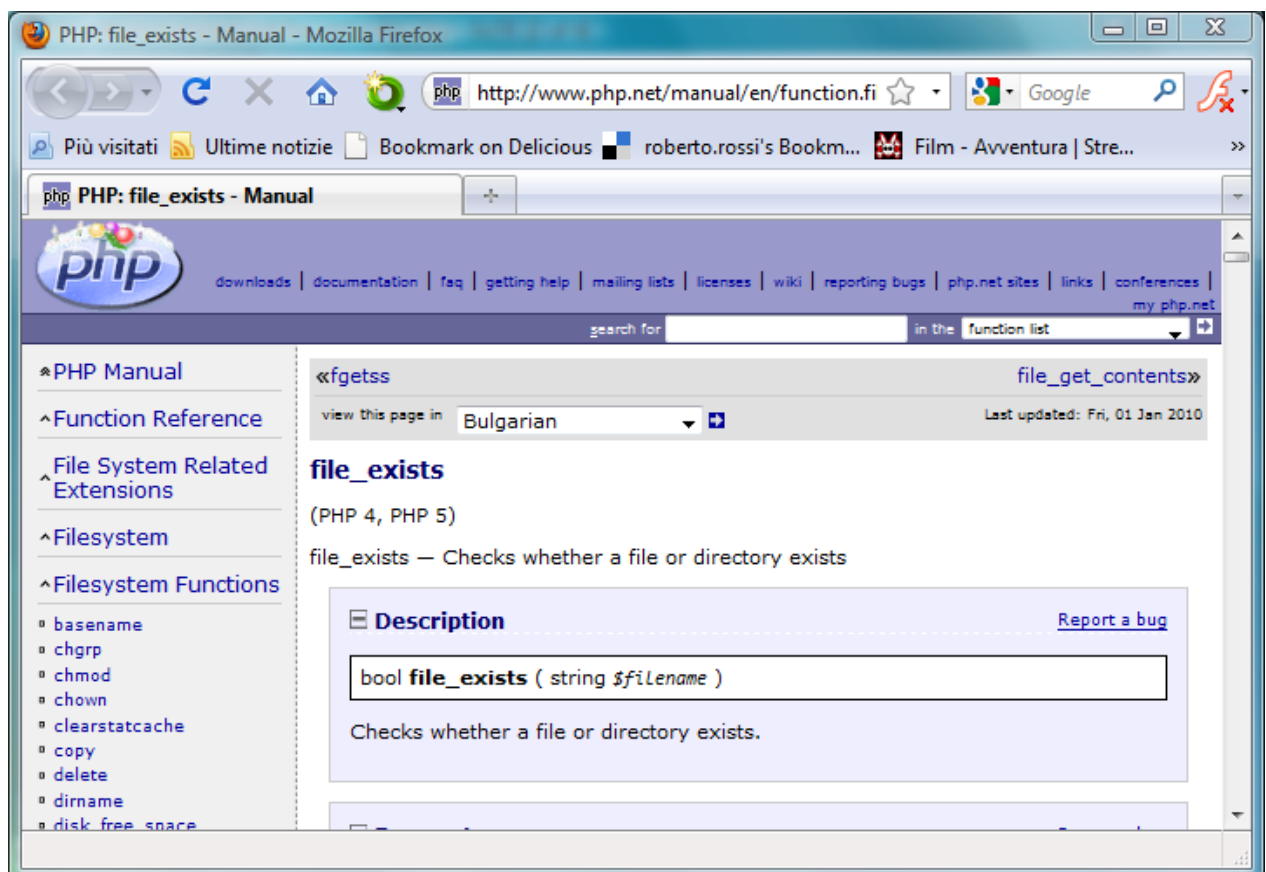 PHP: file_exists - Manual - Mozilla Firefox
php http://www.php.net/manual/en/function.fi
Google
Più visitati
Ultime notizie
Bookmark on Delicious
roberto.rossi's Bookm...
Film - Avventura | Stre...
php PHP: file_exists - Manu
php
downloads | documentation | faq | getting help | mailing lists | licenses | wiki | reporting bugs | php.net sites | links | conferences |
my php.net
search for
in the function list
PHP Manual
Function Reference
File System Related
Extensions
Filesystem
Filesystem Functions
basename
chgrp
chmod
chown
clearstatcache
copy
delete
dirname
disk_free_space
«fgetss
file_get_contents»
view this page in Bulgarian
Last updated: Fri, 01 Jan 2010
file_exists
(PHP 4, PHP 5)
file_exists — Checks whether a file or directory exists
Description
Report a bug
bool file_exists ( string $filename )
Checks whether a file or directory exists.